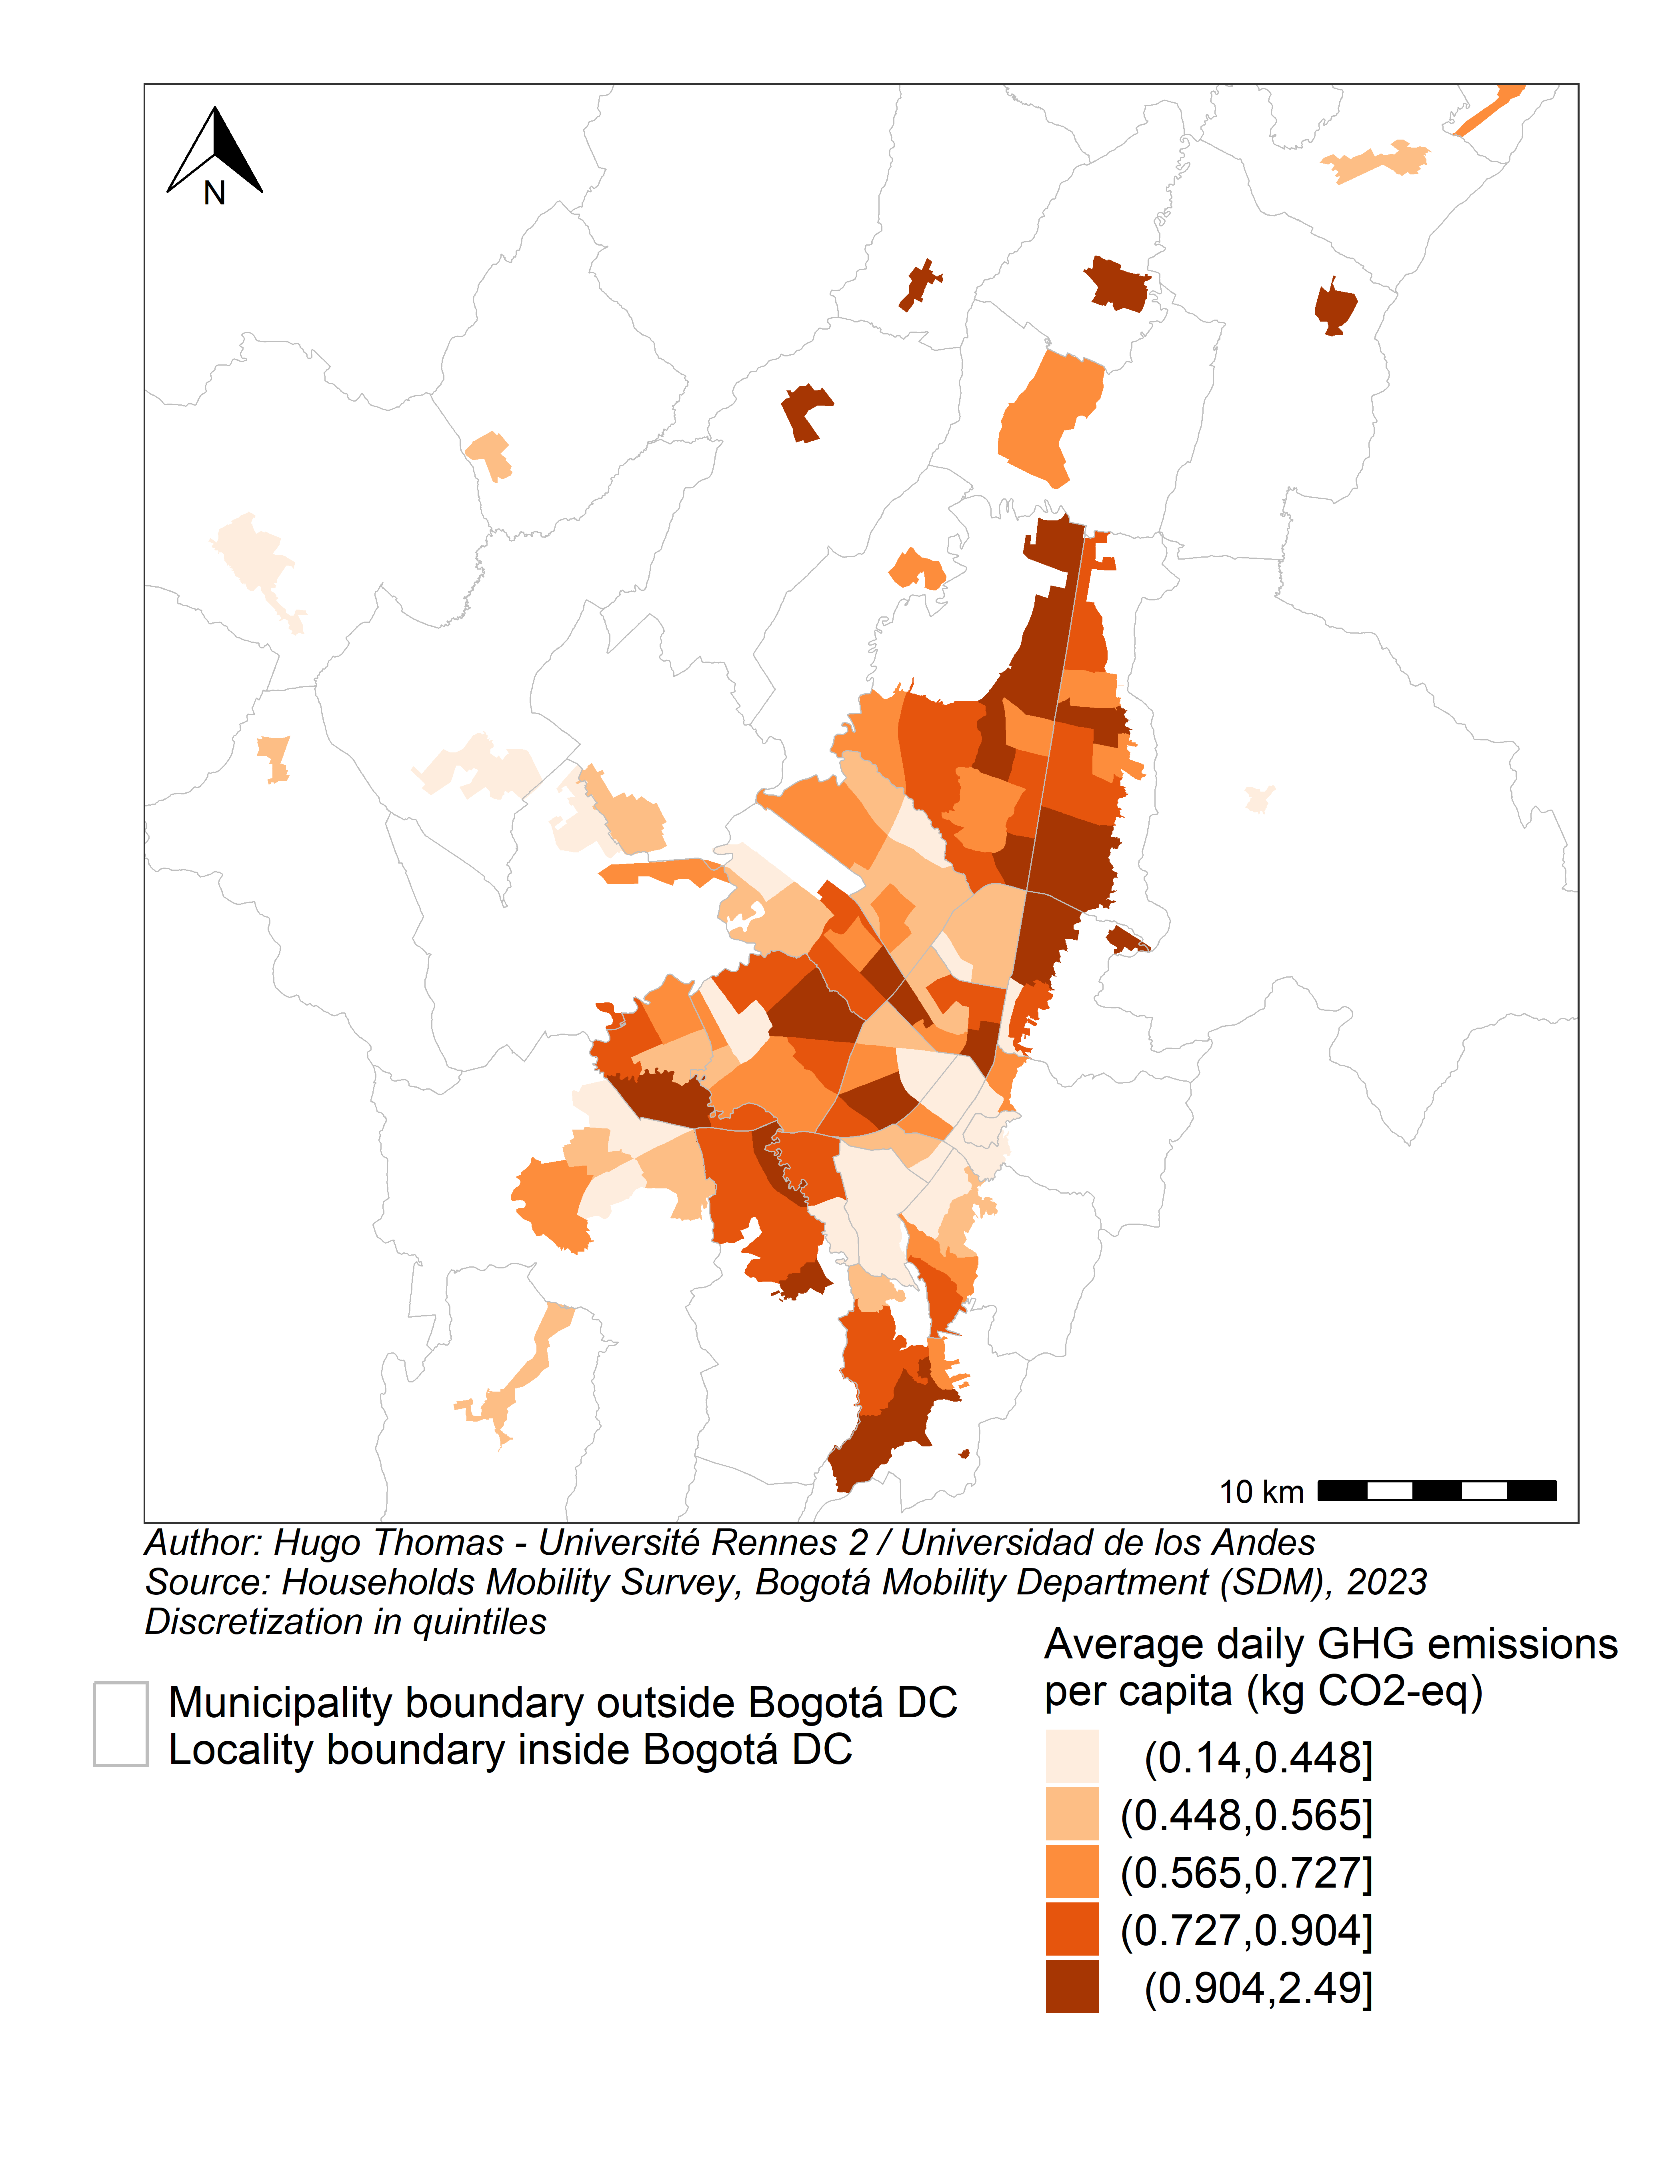 N
10 km
Author: Hugo Thomas - Université Rennes 2 / Universidad de los Andes
Source: Households Mobility Survey, Bogotá Mobility Department (SDM), 2023
Discretization in quintiles
Municipality boundary outside Bogotá DC
Locality boundary inside Bogotá DC
Average daily GHG emissions
per capita (kg CO2-eq)
(0.14,0.448]
(0.448,0.565]
(0.565,0.727]
(0.727,0.904]
(0.904,2.49]